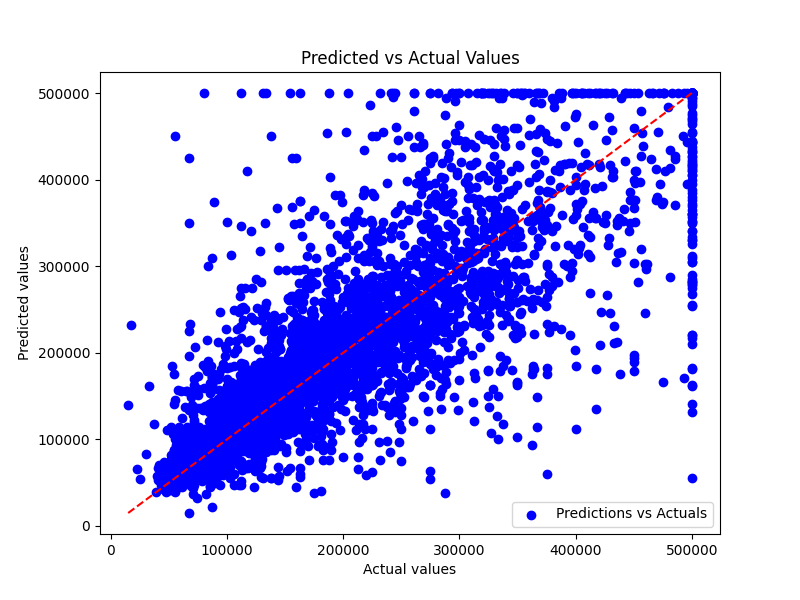 Predicted vs Actual Values
Predicted values
500000
400000
300000
200000
100000
0
0 100000 200000 300000 400000 500000
Actual values
Predictions vs Actuals